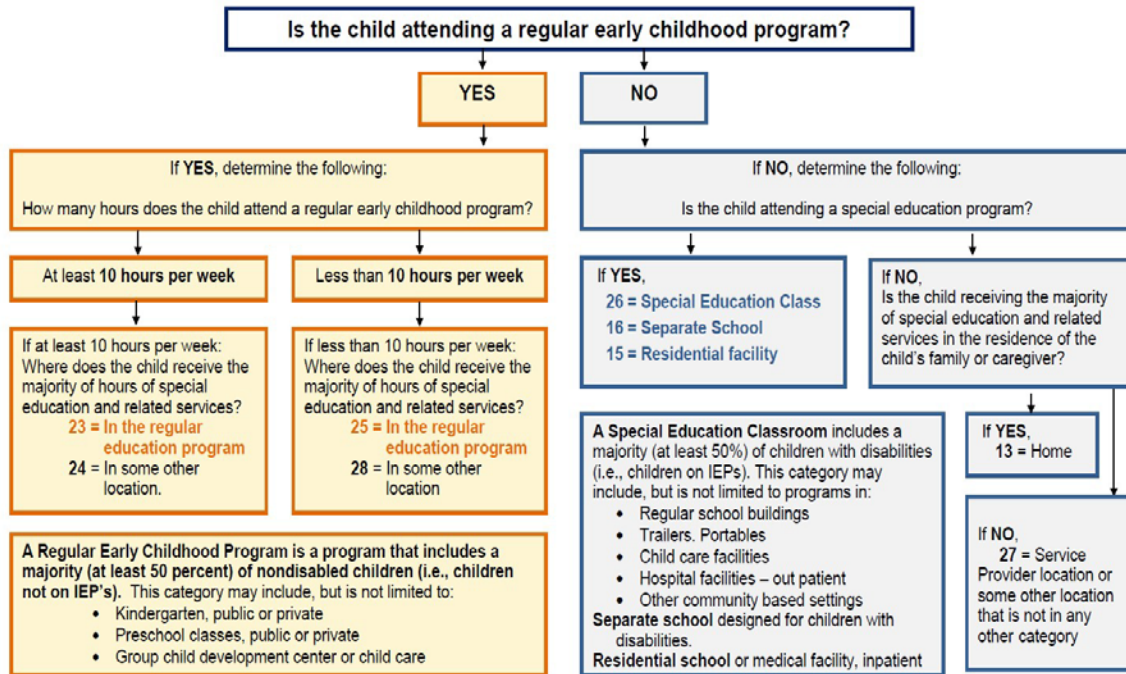 Is the child attending a regular early childhood program?
YES
NO
If YES, determine the following:
How many hours does the child attend a regular early childhood program?
If NO, determine the following:
Is the child attending a special education program?
At least 10 hours per week
Less than 10 hours per week
If at least 10 hours per week:
Where does the child receive the
majority of hours of special
education and related services?
23 = In the regular
education program
24 = In some other
location.
If less than 10 hours per week:
Where does the child receive the
majority of hours of special
education and related services?
25 = In the regular
education program
28 = In some other
location
A Regular Early Childhood Program is a program that includes a
majority (at least 50 percent) of nondisabled children (i.e., children
not on IEP's). This category may include, but is not limited to:
• Kindergarten, public or private
• Preschool classes, public or private
• Group child development center or child care
If YES,
26 = Special Education Class
16 = Separate School
15 = Residential facility
If NO,
Is the child receiving the majority
of special education and related
services in the residence of the
child's family or caregiver?
A Special Education Classroom includes a
majority (at least 50%) of children with disabilities
(i.e., children on IEPs). This category may
include, but is not limited to programs in:
• Regular school buildings
• Trailers. Portables
• Child care facilities
• Hospital facilities – out patient
• Other community based settings
Separate school designed for children with
disabilities.
Residential school or medical facility, inpatient
If YES,
13 = Home
If NO,
27 = Service
Provider location or
some other location
that is not in any
other category